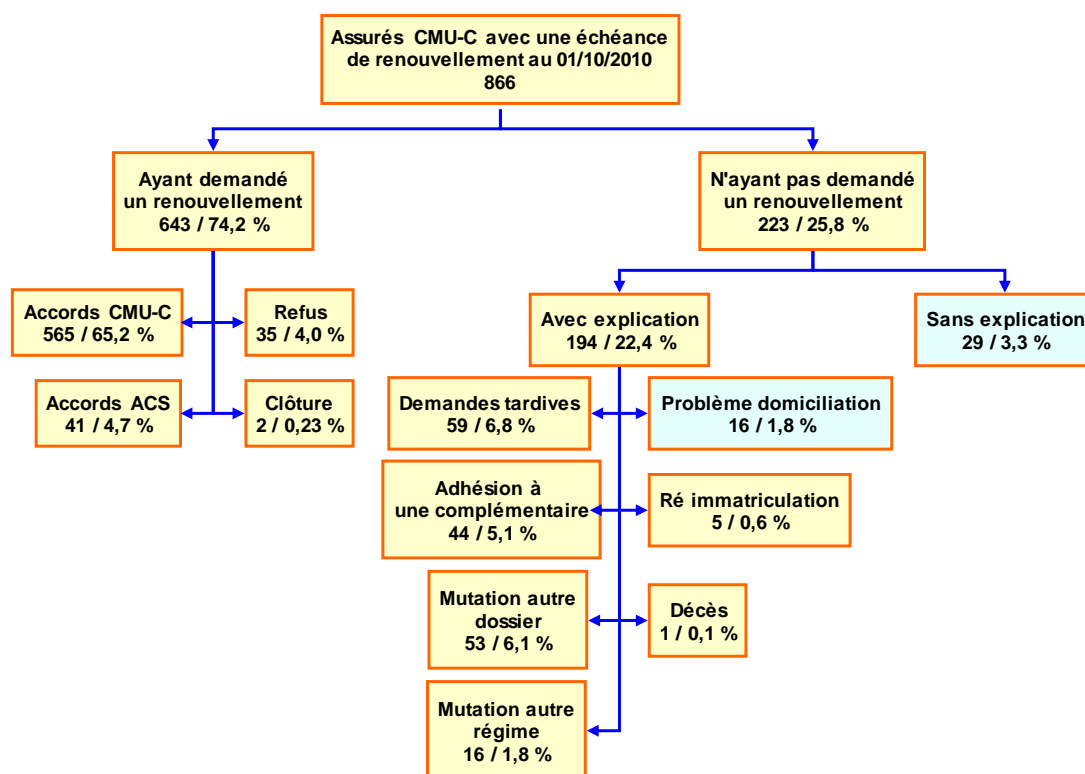 Assurés CMU-C avec une échéance
de renouvellement au 01/10/2010
866
Ayant demandé
un renouvellement
643 / 74,2 %
N'ayant pas demandé
un renouvellement
223 / 25,8 %
Accords CMU-C
565 / 65,2 %
Refus
35 / 4,0 %
Accords ACS
41 / 4,7 %
Clôture
2 / 0,23 %
Avec explication
194 / 22,4 %
Sans explication
29 / 3,3 %
Demandes tardives
59 / 6,8 %
Problème domiciliation
16 / 1,8 %
Adhésion à
une complémentaire
44 / 5,1 %
Ré immatriculation
5 / 0,6 %
Mutation autre
dossier
53 / 6,1 %
Décès
1 / 0,1 %
Mutation autre
régime
16 / 1,8 %